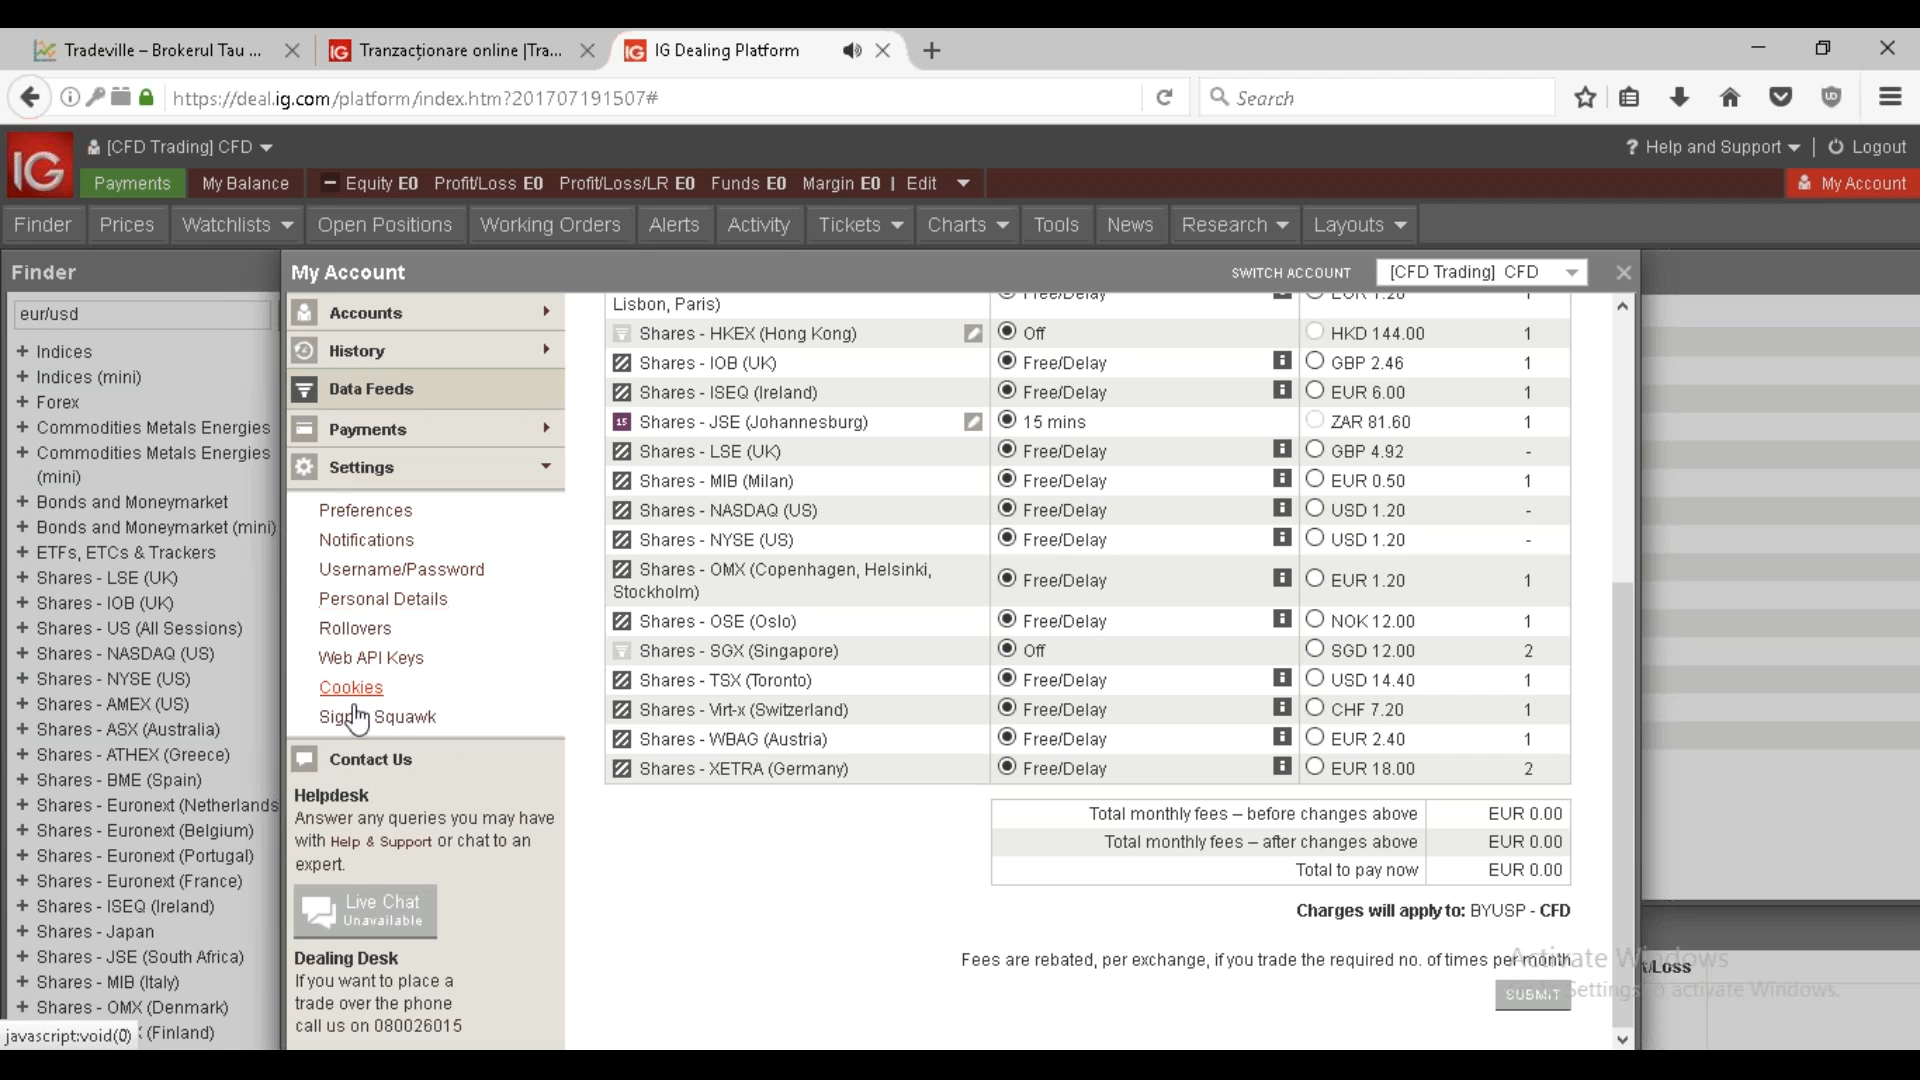 Tradeville – Brokerul Tau ...
IG Tranzacționare online |Tra...
IG IG Dealing Platform
https://deal.ig.com/platform/index.htm?201707191507#
Search
IG
[CFD Trading] CFD
? Help and Support
Logout
Payments
My Balance
Equity E0 Profit/Loss E0 Profit/Loss/LR E0 Funds E0 Margin E0 | Edit
My Account
Finder Prices Watchlists Open Positions Working Orders Alerts Activity Tickets Charts Tools News Research Layouts
Finder
eur/usd
+ Indices
+ Indices (mini)
+ Forex
+ Commodities Metals Energies
+ Commodities Metals Energies
(mini)
+ Bonds and Moneymarket
+ Bonds and Moneymarket (mini)
+ ETFs, ETCs & Trackers
+ Shares - LSE (UK)
+ Shares - IOB (UK)
+ Shares - US (All Sessions)
+ Shares - NASDAQ (US)
+ Shares - NYSE (US)
+ Shares - AMEX (US)
+ Shares - ASX (Australia)
+ Shares - ATHEX (Greece)
+ Shares - BME (Spain)
+ Shares - Euronext (Netherlands
+ Shares - Euronext (Belgium)
+ Shares - Euronext (Portugal)
+ Shares - Euronext (France)
+ Shares - ISEQ (Ireland)
+ Shares - Japan
+ Shares - JSE (South Africa)
+ Shares - MIB (Italy)
+ Shares - OMX (Denmark)
(Finland)
javascript:void(0)
My Account
SWITCH ACCOUNT
[CFD Trading] CFD
Accounts
History
Data Feeds
Payments
Settings
Preferences
Notifications
Username/Password
Personal Details
Rollovers
Web API Keys
Cookies
Squawk
Contact Us
Helpdesk
Answer any queries you may have
with Help & Support or chat to an
expert.
Live Chat
Unavailable
Dealing Desk
If you want to place a
trade over the phone
call us on 080026015
Lisbon, Paris) Free/Delay EUR 1.20 1
Shares - HKEX (Hong Kong) Off HKD 144.00 1
Shares - IOB (UK) Free/Delay GBP 2.46 1
Shares - ISEQ (Ireland) Free/Delay EUR 6.00 1
15 Shares - JSE (Johannesburg) 15 mins ZAR 81.60 1
Shares - LSE (UK) Free/Delay GBP 4.92 -
Shares - MIB (Milan) Free/Delay EUR 0.50 1
Shares - NASDAQ (US) Free/Delay USD 1.20 -
Shares - NYSE (US) Free/Delay USD 1.20 -
Shares - OMX (Copenhagen, Helsinki,
Stockholm) Free/Delay EUR 1.20 1
Shares - OSE (Oslo) Free/Delay NOK 12.00 1
Shares - SGX (Singapore) Off SGD 12.00 2
Shares - TSX (Toronto) Free/Delay USD 14.40 1
Shares - Virt-x (Switzerland) Free/Delay CHF 7.20 1
Shares - WBAG (Austria) Free/Delay EUR 2.40 1
Shares - XETRA (Germany) Free/Delay EUR 18.00 2
Total monthly fees – before changes above EUR 0.00
Total monthly fees – after changes above EUR 0.00
Total to pay now EUR 0.00
Charges will apply to: BYUSP - CFD
Fees are rebated, per exchange, if you trade the required no. of times per month
SUBMIT
Activate Windows
Settings to activate Windows.
t/Loss